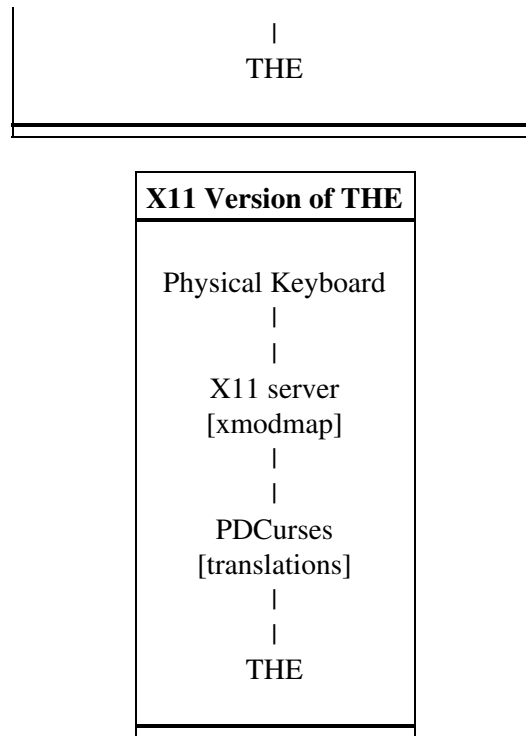 |
THE
X11 Version of THE
Physical Keyboard
|
|
X11 server
[xmodmap]
|
|
PDCurses
[translations]
|
|
THE